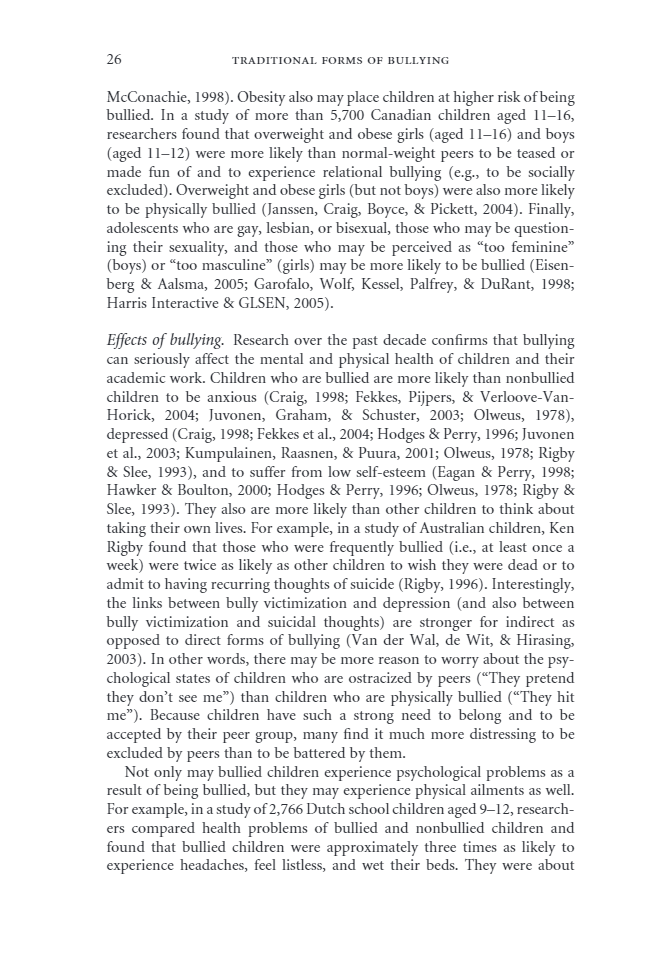 26 TRADITIONAL FORMS OF BULLYING
McConachie, 1998). Obesity also may place children at higher risk of being
bullied. In a study of more than 5,700 Canadian children aged 11–16,
researchers found that overweight and obese girls (aged 11–16) and boys
(aged 11–12) were more likely than normal-weight peers to be teased or
made fun of and to experience relational bullying (e.g., to be socially
excluded). Overweight and obese girls (but not boys) were also more likely
to be physically bullied (Janssen, Craig, Boyce, & Pickett, 2004). Finally,
adolescents who are gay, lesbian, or bisexual, those who may be question-
ing their sexuality, and those who may be perceived as “too feminine”
(boys) or “too masculine” (girls) may be more likely to be bullied (Eisen-
berg & Aalsma, 2005; Garofalo, Wolf, Kessel, Palfrey, & DuRant, 1998;
Harris Interactive & GLSEN, 2005).
Effects of bullying. Research over the past decade confirms that bullying
can seriously affect the mental and physical health of children and their
academic work. Children who are bullied are more likely than nonbullied
children to be anxious (Craig, 1998; Fekkes, Pijpers, & Verloove-Van-
Horick, 2004; Juvonen, Graham, & Schuster, 2003; Olweus, 1978),
depressed (Craig, 1998; Fekkes et al., 2004; Hodges & Perry, 1996; Juvonen
et al., 2003; Kumpulainen, Raasnen, & Puura, 2001; Olweus, 1978; Rigby
& Slee, 1993), and to suffer from low self-esteem (Eagan & Perry, 1998;
Hawker & Boulton, 2000; Hodges & Perry, 1996; Olweus, 1978; Rigby &
Slee, 1993). They also are more likely than other children to think about
taking their own lives. For example, in a study of Australian children, Ken
Rigby found that those who were frequently bullied (i.e., at least once a
week) were twice as likely as other children to wish they were dead or to
admit to having recurring thoughts of suicide (Rigby, 1996). Interestingly,
the links between bully victimization and depression (and also between
bully victimization and suicidal thoughts) are stronger for indirect as
opposed to direct forms of bullying (Van der Wal, de Wit, & Hirasing,
2003). In other words, there may be more reason to worry about the psy-
chological states of children who are ostracized by peers (“They pretend
they don’t see me”) than children who are physically bullied (“They hit
me”). Because children have such a strong need to belong and to be
accepted by their peer group, many find it much more distressing to be
excluded by peers than to be battered by them.
Not only may bullied children experience psychological problems as a
result of being bullied, but they may experience physical ailments as well.
For example, in a study of 2,766 Dutch school children aged 9–12, research-
ers compared health problems of bullied and nonbullied children and
found that bullied children were approximately three times as likely to
experience headaches, feel listless, and wet their beds. They were about